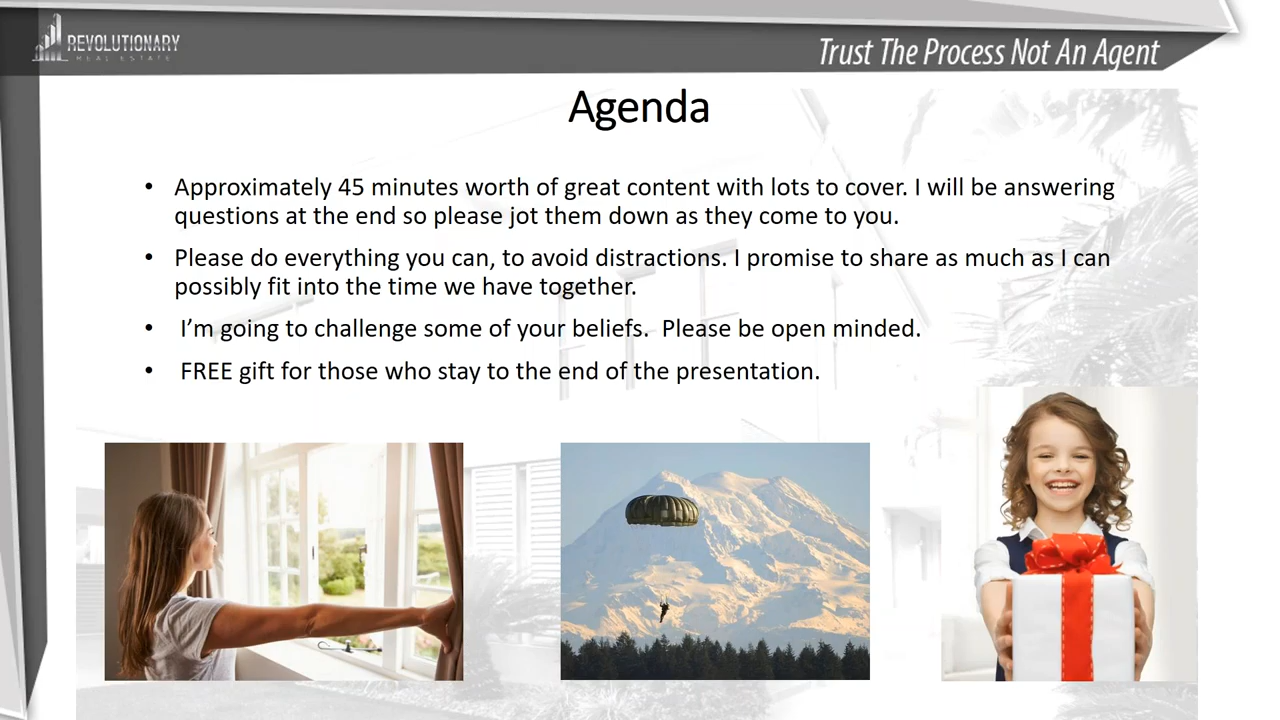 REVOLUTIONARY
REAL ESTATE
Trust The Process Not An Agent
Agenda
• Approximately 45 minutes worth of great content with lots to cover. I will be answering
questions at the end so please jot them down as they come to you.
• Please do everything you can, to avoid distractions. I promise to share as much as I can
possibly fit into the time we have together.
• I’m going to challenge some of your beliefs.  Please be open minded.
• FREE gift for those who stay to the end of the presentation.